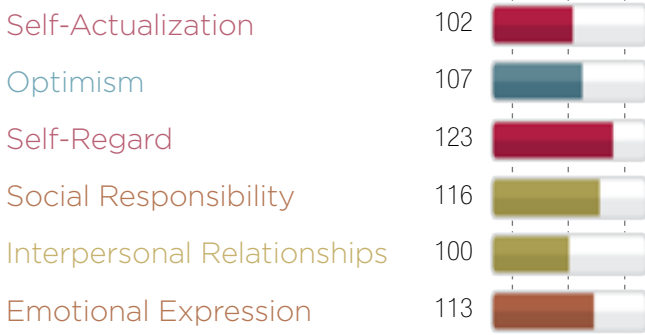 Self-Actualization 102
Optimism 107
Self-Regard 123
Social Responsibility 116
Interpersonal Relationships 100
Emotional Expression 113